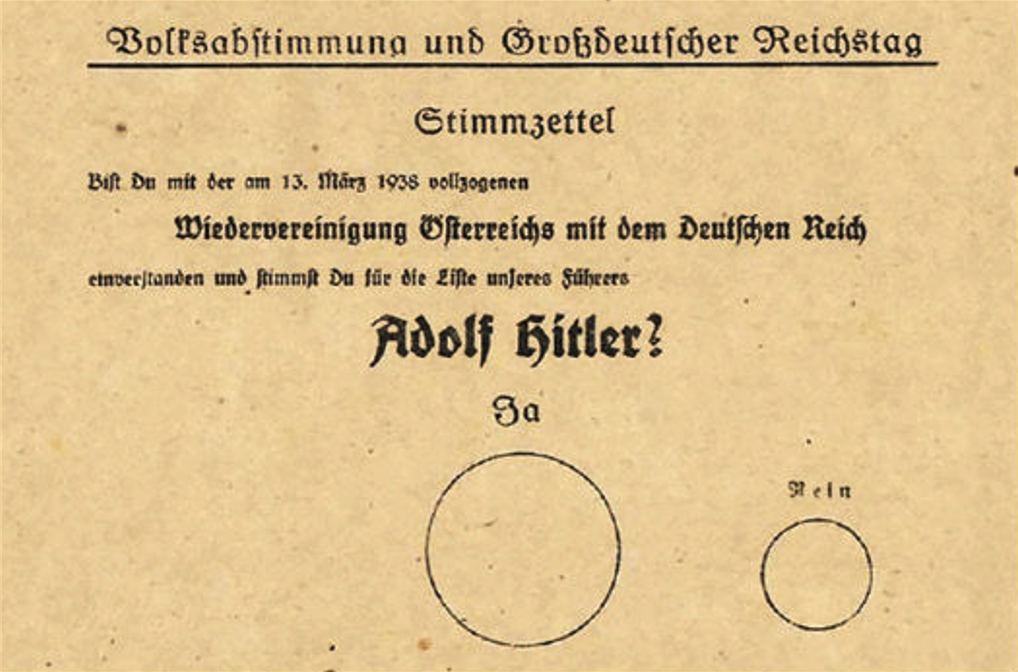 Volksabstimmung und Großdeutscher Reichstag
Stimmzettel
Bist Du mit der am 13. März 1938 vollzogenen
Wiedervereinigung Österreichs mit dem Deutschen Reich
einverstanden und stimmst Du für die Liste unseres Führers
Adolf Hitler?
Ja
Nein